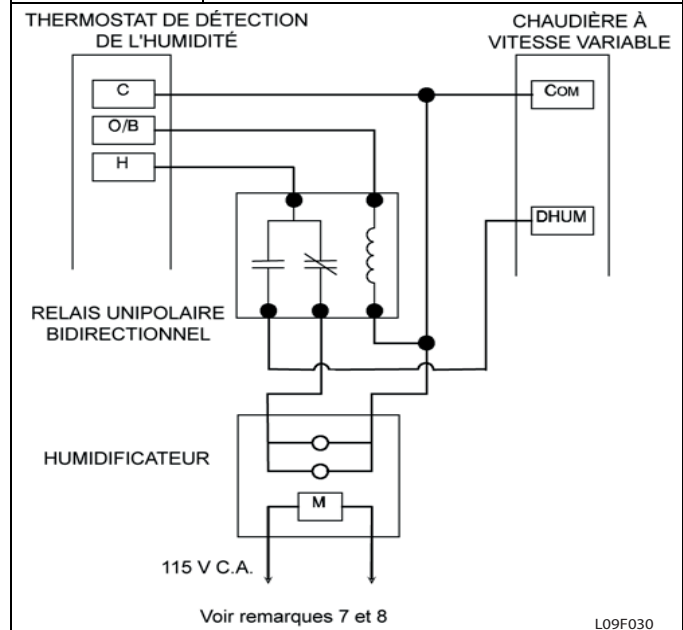 THERMOSTAT DE DÉTECTION
DE L'HUMIDITÉ
CHAUDIÈRE À
VITESSE VARIABLE
C
COM
O/B
H
DHUM
RELAIS UNIPOLAIRE
BIDIRECTIONNEL
HUMIDIFICATEUR
M
115 V C.A.
Voir remarques 7 et 8
L09F030